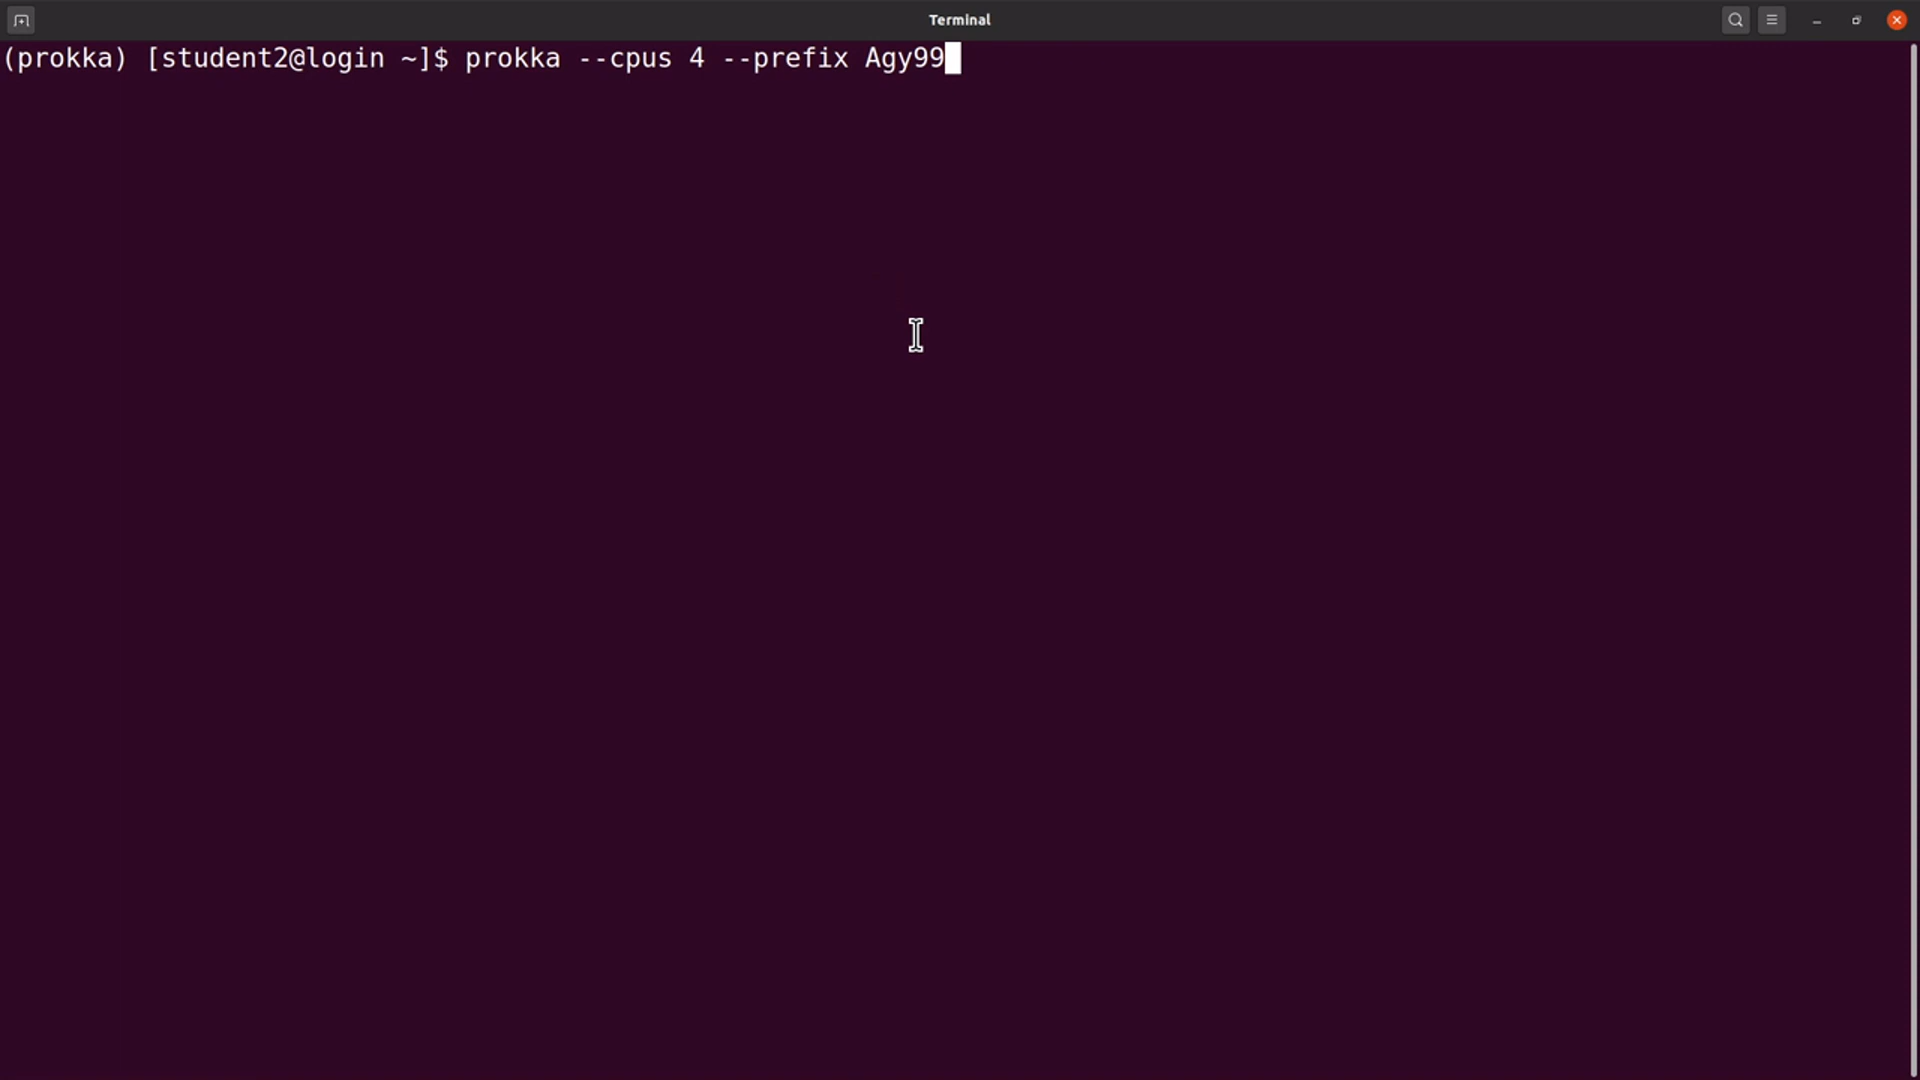 Terminal
(prokka) [student2@login ~]$ prokka --cpus 4 --prefix Agy99